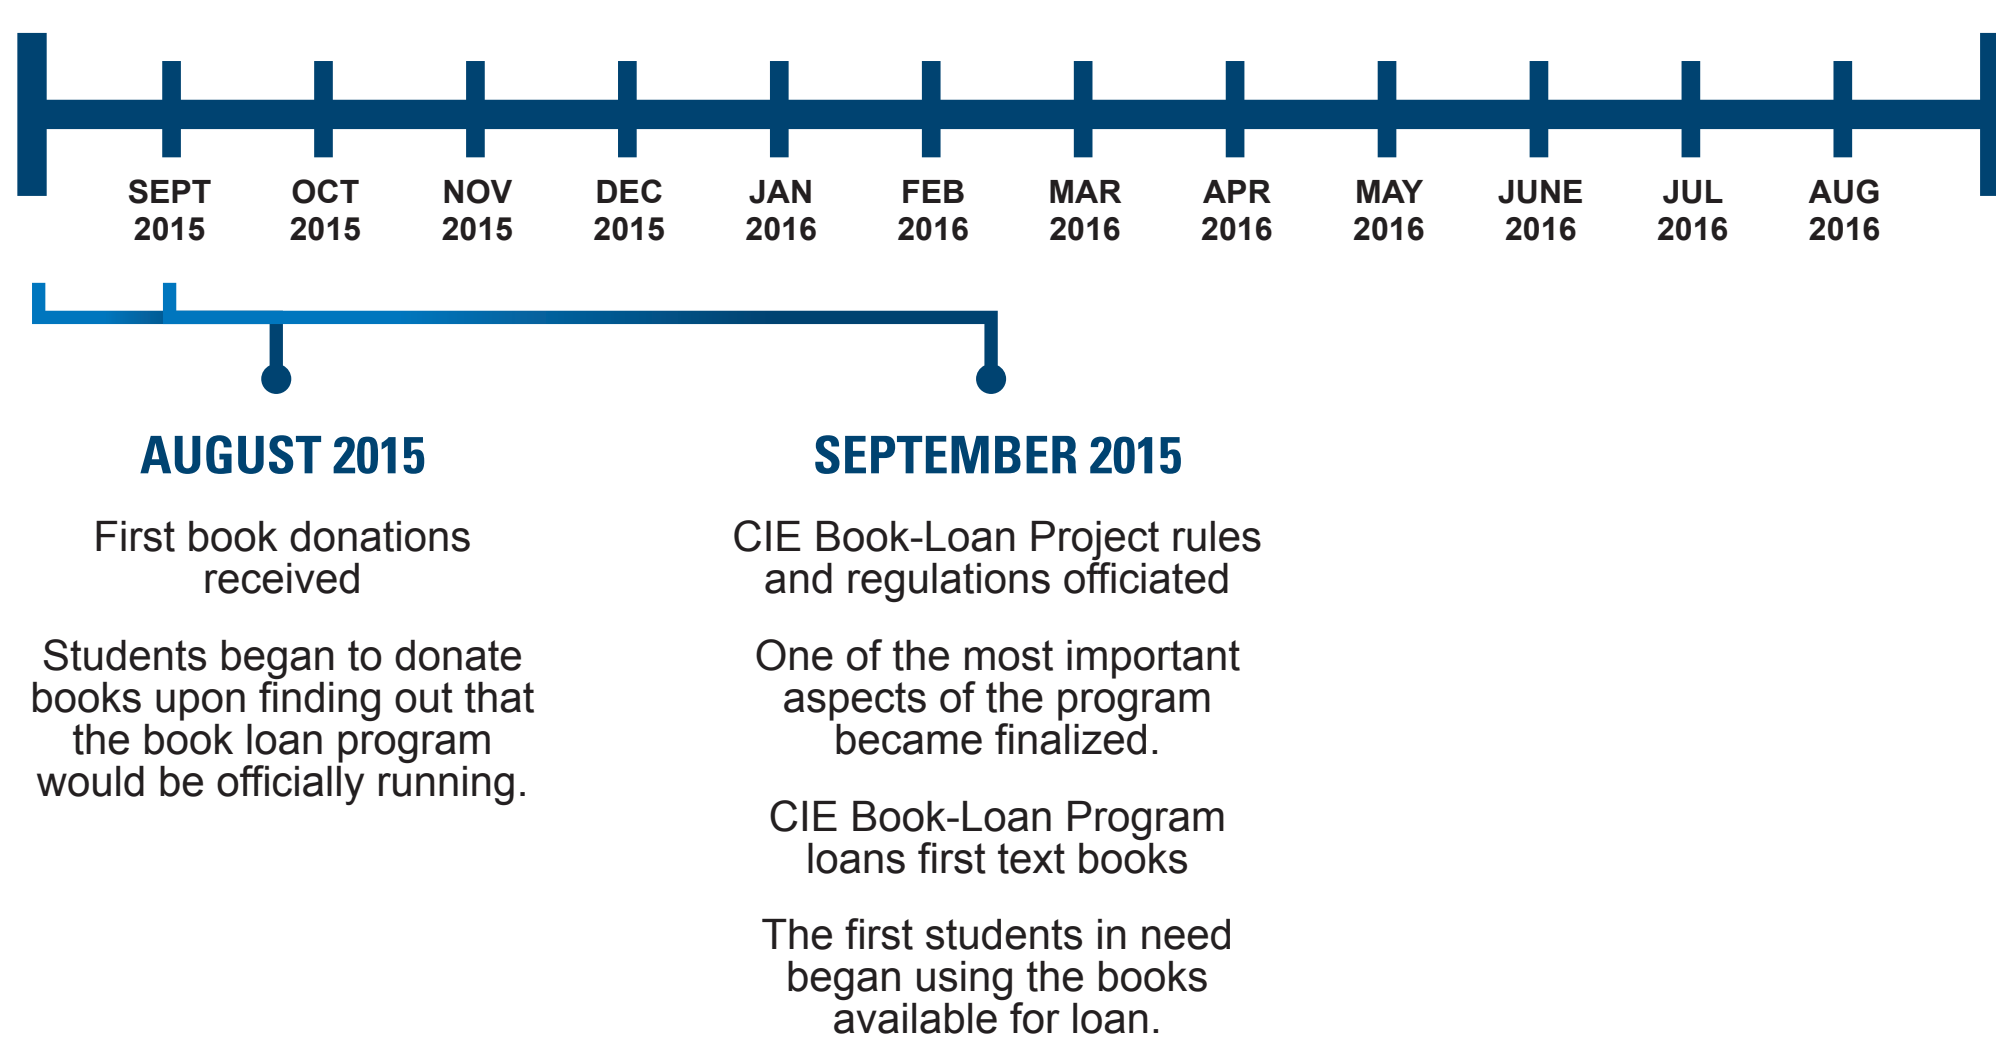 SEPT OCT NOV DEC JAN FEB MAR APR MAY JUNE JUL AUG
2015 2015 2015 2015 2016 2016 2016 2016 2016 2016 2016 2016
AUGUST 2015
First book donations
received
Students began to donate
books upon finding out that
the book loan program
would be officially running.
SEPTEMBER 2015
CIE Book-Loan Project rules
and regulations officiated
One of the most important
aspects of the program
became finalized.
CIE Book-Loan Program
loans first text books
The first students in need
began using the books
available for loan.